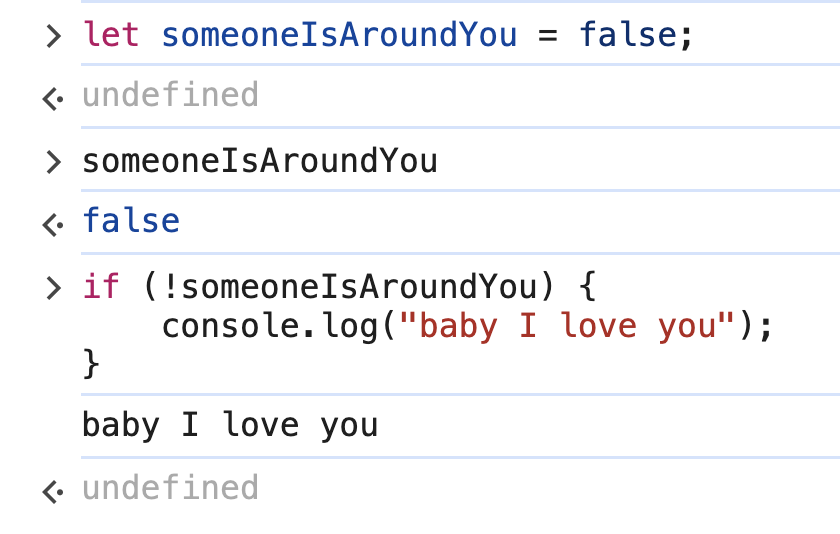 let someoneIsAroundYou = false;
undefined
someoneIsAroundYou
false
if (!someoneIsAroundYou) {
    console.log("baby I love you");
}
baby I love you
undefined